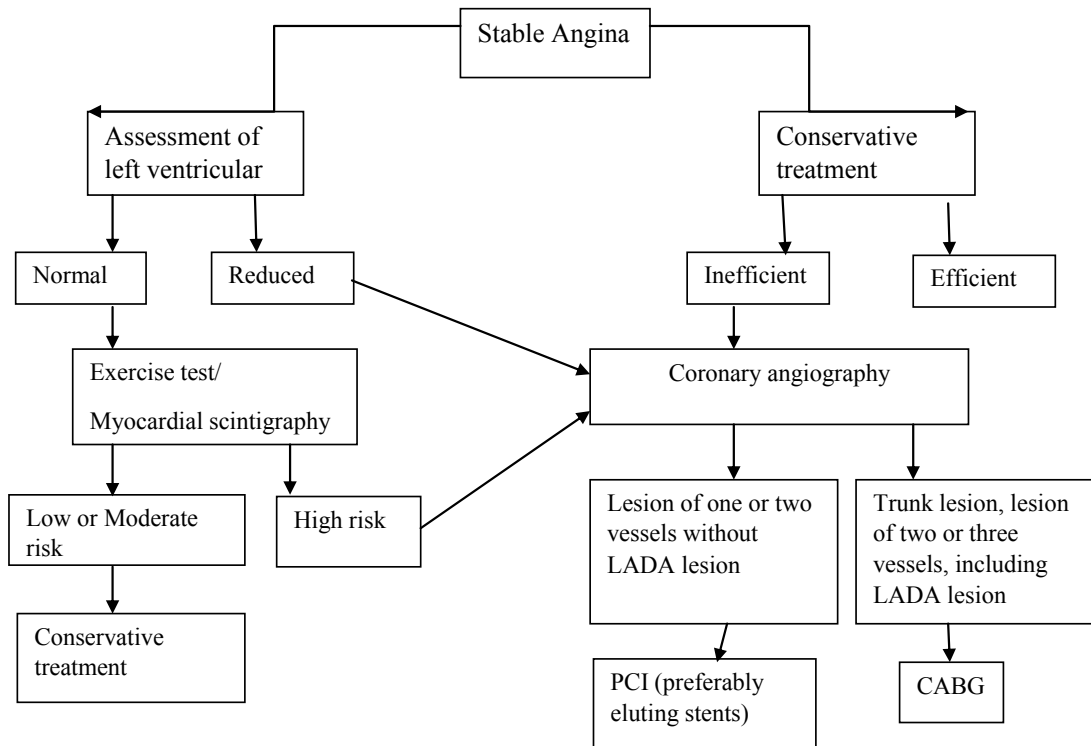 Stable Angina
Assessment of
left ventricular
Conservative
treatment
Normal
Reduced
Inefficient
Efficient
Exercise test/
Myocardial scintigraphy
Coronary angiography
Low or Moderate
risk
High risk
Lesion of one or two
vessels without
LADA lesion
Trunk lesion, lesion
of two or three
vessels, including
LADA lesion
Conservative
treatment
PCI (preferably
eluting stents)
CABG